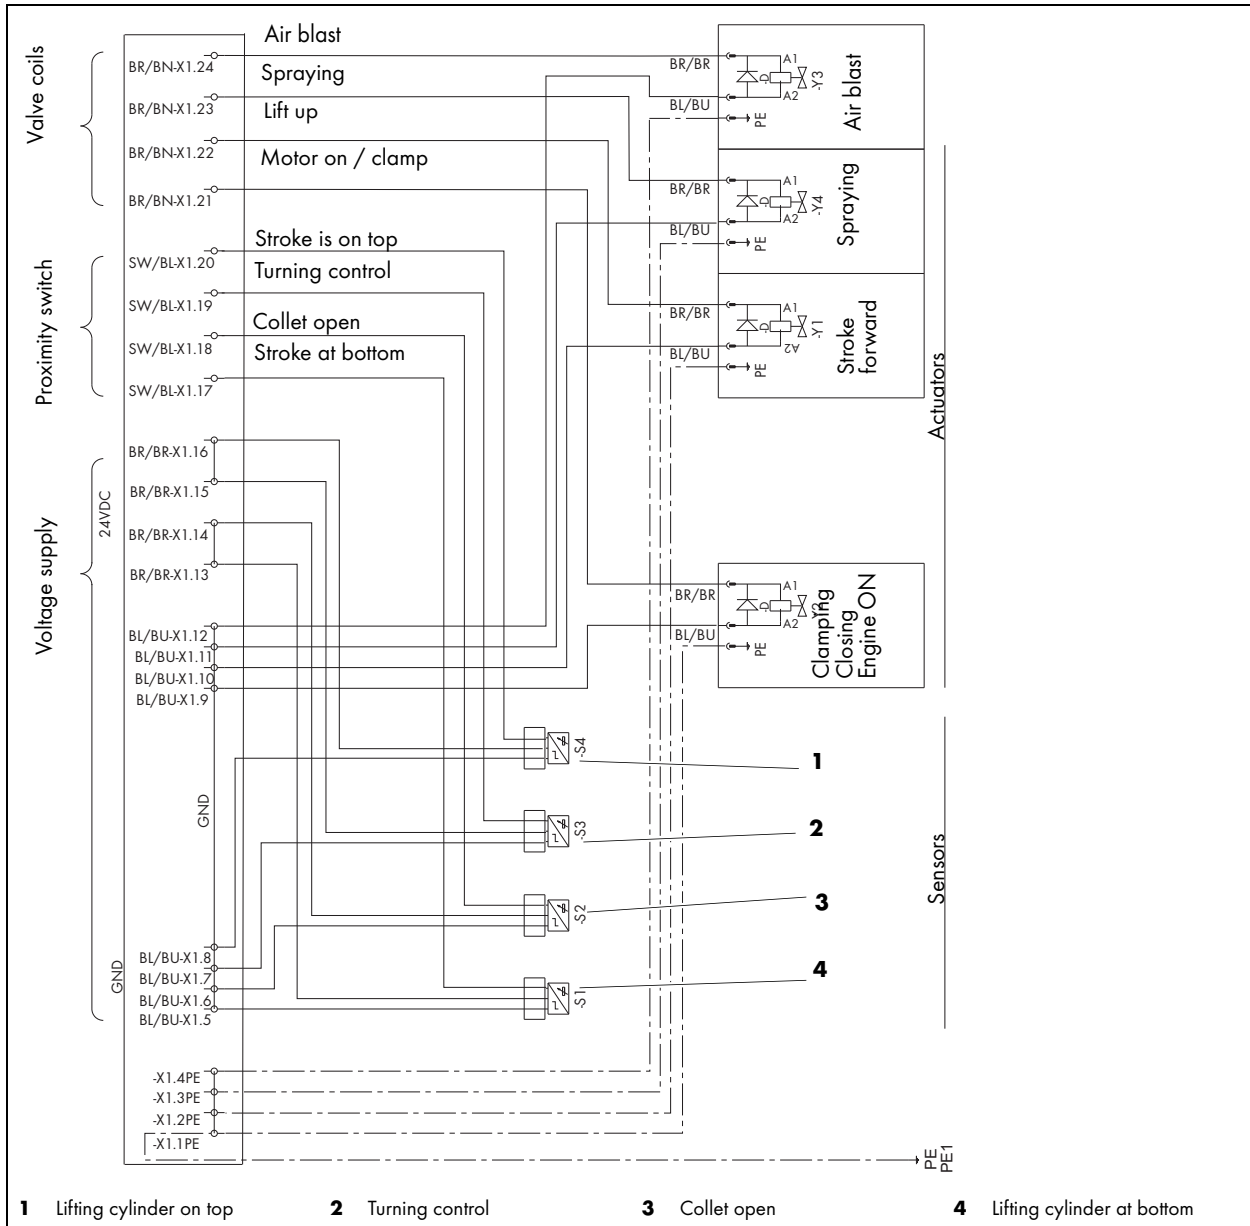 Valve coils
BR/BN-X1.24
BR/BN-X1.23
BR/BN-X1.22
BR/BN-X1.21
Air blast
Spraying
Lift up
Motor on / clamp
Proximity switch
SW/BL-X1.20
SW/BL-X1.19
SW/BL-X1.18
SW/BL-X1.17
Stroke is on top
Turning control
Collet open
Stroke at bottom
Voltage supply
24VDC
BR/BR-X1.16
BR/BR-X1.15
BR/BR-X1.14
BR/BR-X1.13
BL/BU-X1.12
BL/BU-X1.11
BL/BU-X1.10
BL/BU-X1.9
GND
GND
BL/BU-X1.8
BL/BU-X1.7
BL/BU-X1.6
BL/BU-X1.5
-X1.4PE
-X1.3PE
-X1.2PE
-X1.1PE
BR/BR
BL/BU
PE
A1
A2
-D
-Y3
Air blast
BR/BR
BL/BU
PE
A1
A2
-D
-Y4
Spraying
BR/BR
BL/BU
PE
A1
A2
-D
-Y1
Stroke
forward
Actuators
BR/BR
BL/BU
PE
A1
A2
-D
-Y2
Clamping
Closing
Engine ON
-S4
1
-S3
2
-S2
3
-S1
4
Sensors
PE
PE1
1 Lifting cylinder on top
2 Turning control
3 Collet open
4 Lifting cylinder at bottom